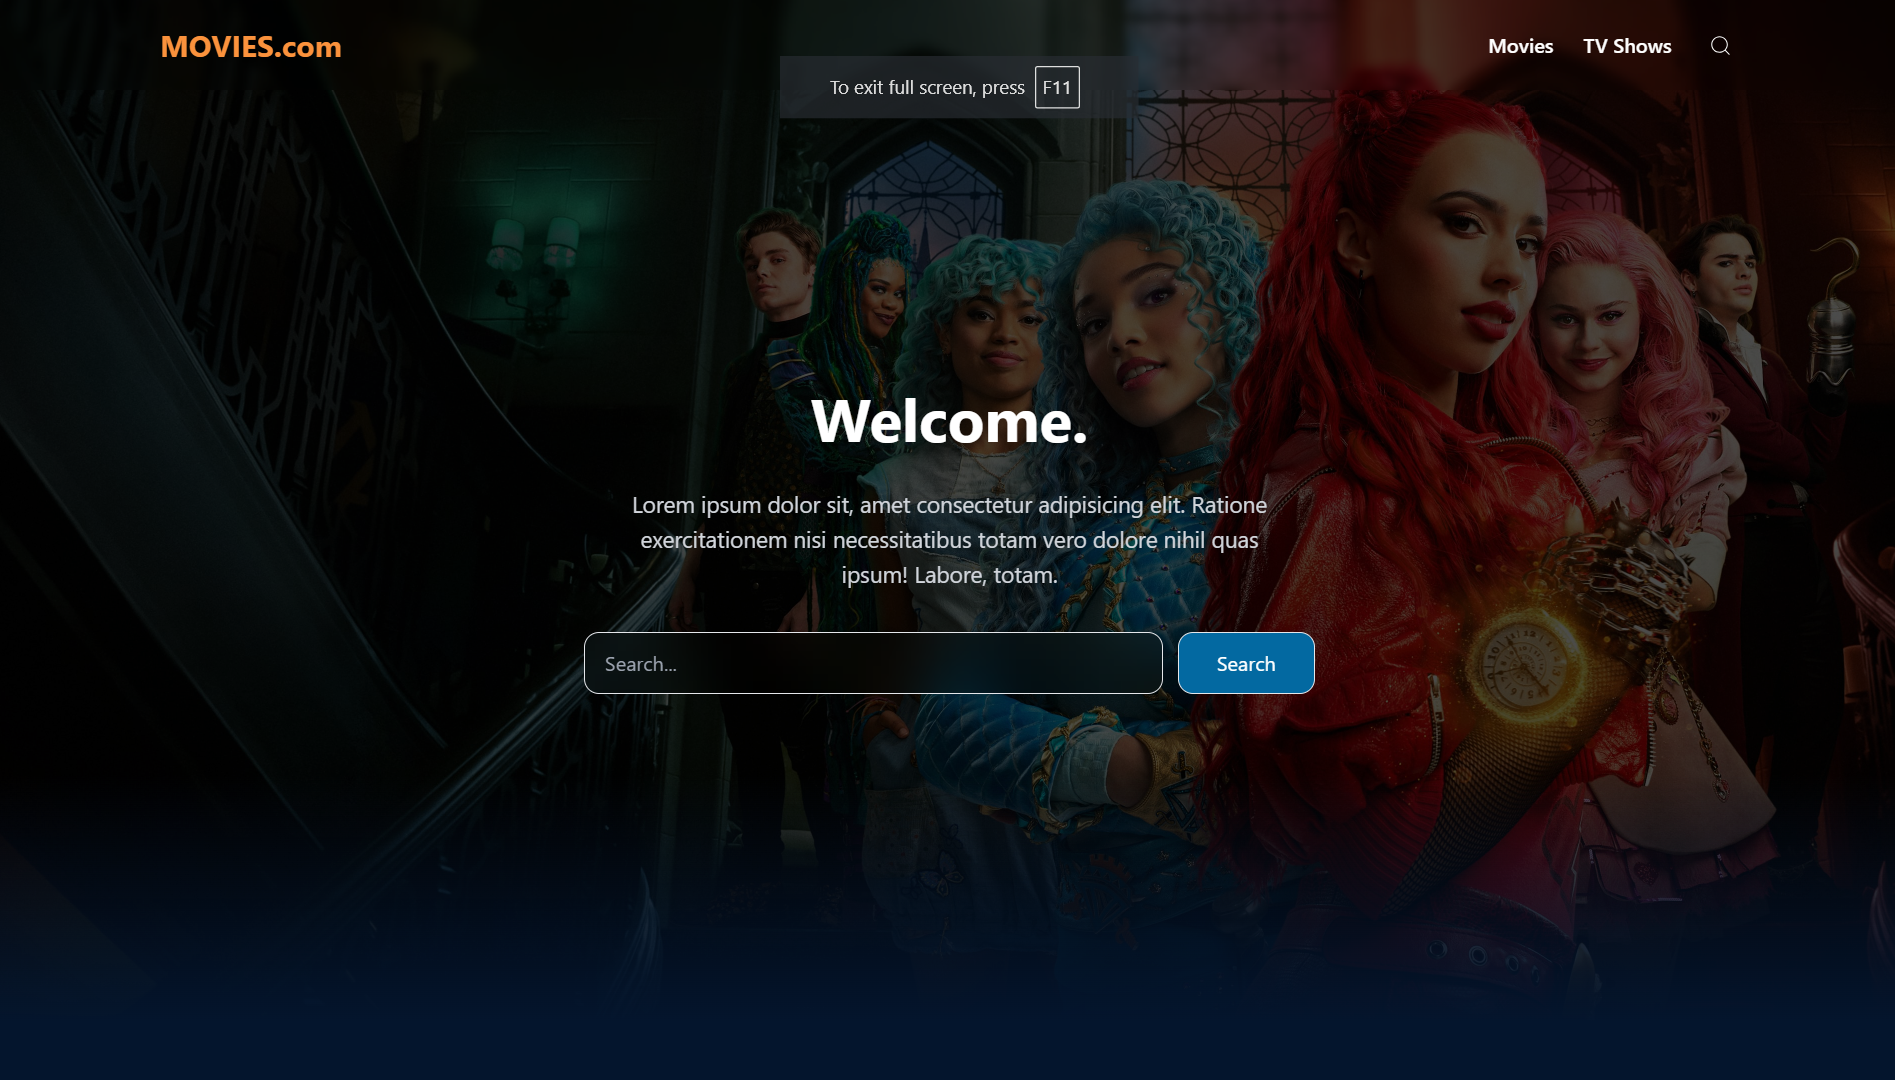 MOVIES.com
Movies
TV Shows
To exit full screen, press F11
Welcome.
Lorem ipsum dolor sit, amet consectetur adipisicing elit. Ratione
exercitationem nisi necessitatibus totam vero dolore nihil quas
ipsum! Labore, totam.
Search...
Search